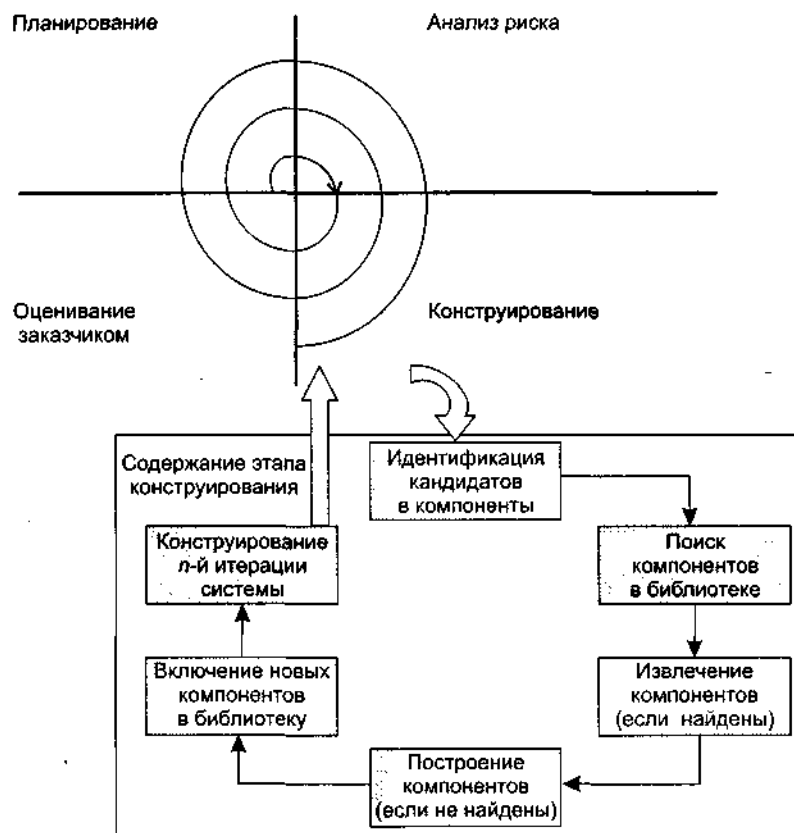 Планирование
Анализ риска
Оценивание
заказчиком
Конструирование
Содержание этапа
конструирования
Идентификация
кандидатов
в компоненты
Поиск
компонентов
в библиотеке
Извлечение
компонентов
(если найдены)
Построение
компонентов
(если не найдены)
Включение новых
компонентов
в библиотеку
Конструирование
n-й итерации
системы